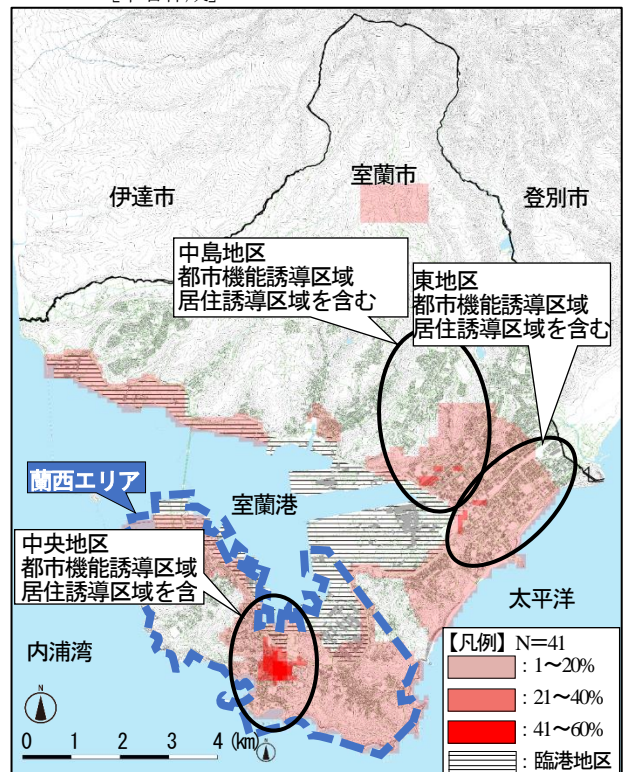 室蘭市
伊達市
登別市
中島地区
都市機能誘導区域
居住誘導区域を含む
東地区
都市機能誘導区域
居住誘導区域を含む
蘭西エリア
室蘭港
中央地区
都市機能誘導区域
居住誘導区域を含
太平洋
内浦湾
【凡例】 N=41
: 1~20%
: 21~40%
: 41~60%
: 臨港地区
N
0 1 2 3 4 (km)
N